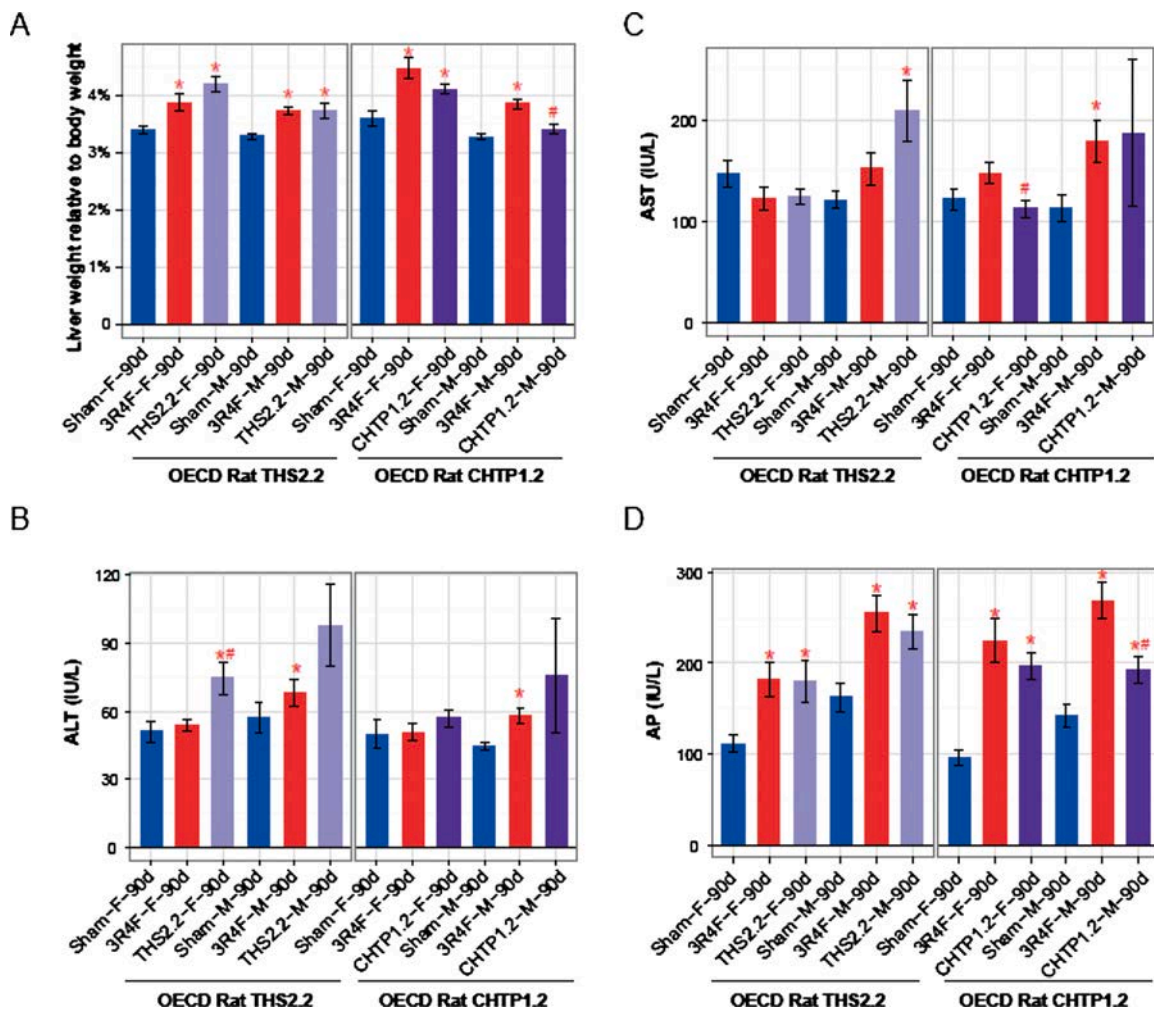 A
Liver weight relative to body weight
4%
3%
2%
1%
0
* * * * * * * #
Sham-F-90d
3R4F-F-90d
THS2.2-F-90d
Sham-M-90d
3R4F-M-90d
THS2.2-M-90d
Sham-F-90d
3R4F-F-90d
CHTP1.2-F-90d
Sham-M-90d
3R4F-M-90d
CHTP1.2-M-90d
OECD Rat THS2.2
OECD Rat CHTP1.2
C
AST (IU/L)
200
100
0
* # *
Sham-F-90d
3R4F-F-90d
THS2.2-F-90d
Sham-M-90d
3R4F-M-90d
THS2.2-M-90d
Sham-F-90d
3R4F-F-90d
CHTP1.2-F-90d
Sham-M-90d
3R4F-M-90d
CHTP1.2-M-90d
OECD Rat THS2.2
OECD Rat CHTP1.2
B
ALT (IU/L)
120
90
60
30
0
*# * *
Sham-F-90d
3R4F-F-90d
THS2.2-F-90d
Sham-M-90d
3R4F-M-90d
THS2.2-M-90d
Sham-F-90d
3R4F-F-90d
CHTP1.2-F-90d
Sham-M-90d
3R4F-M-90d
CHTP1.2-M-90d
OECD Rat THS2.2
OECD Rat CHTP1.2
D
AP (IU/L)
300
200
100
0
* * * * * * * *#
Sham-F-90d
3R4F-F-90d
THS2.2-F-90d
Sham-M-90d
3R4F-M-90d
THS2.2-M-90d
Sham-F-90d
3R4F-F-90d
CHTP1.2-F-90d
Sham-M-90d
3R4F-M-90d
CHTP1.2-M-90d
OECD Rat THS2.2
OECD Rat CHTP1.2